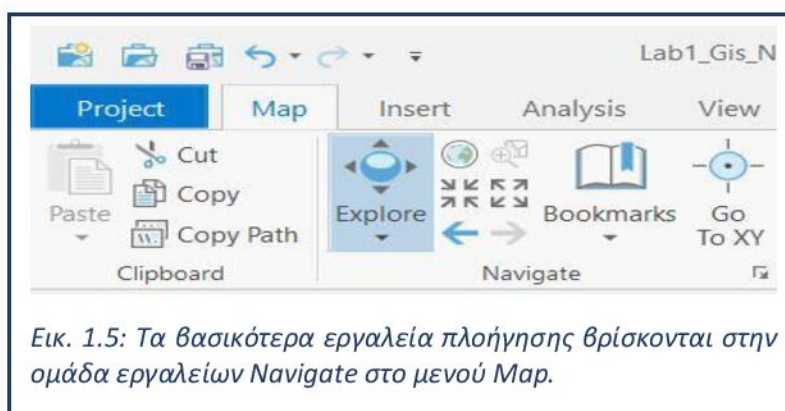 Lab1_Gis_N
Project Map Insert Analysis View
Paste Cut Copy Copy Path
Explore Bookmarks Go To XY
Clipboard Navigate
Εικ. 1.5: Τα βασικότερα εργαλεία πλοήγησης βρίσκονται στην
ομάδα εργαλείων Navigate στο μενού Map.